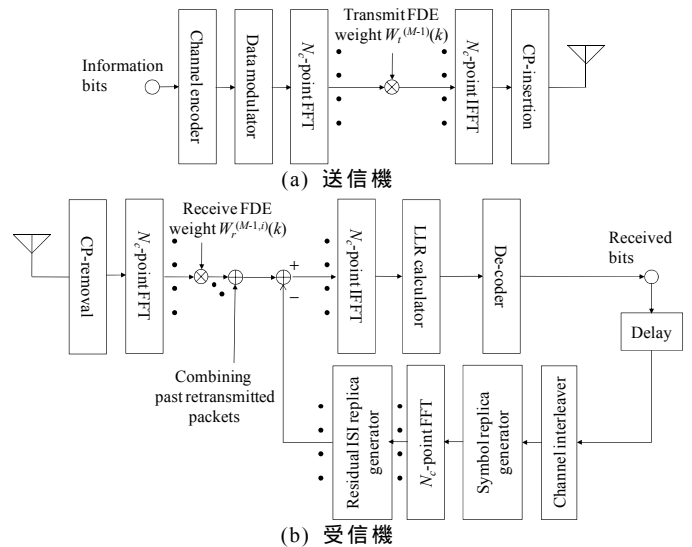 Information
bits
Channel encoder
Data modulator
N_c-point FFT
Transmit FDE
weight W_t^(M-1)(k)
N_c-point IFFT
CP-insertion
(a) 送信機
CP-removal
N_c-point FFT
Receive FDE
weight W_r^(M-1,i)(k)
Combining
past retransmitted
packets
+
−
N_c-point IFFT
LLR calculator
De-coder
Received
bits
Delay
Channel interleaver
Symbol replica
generator
N_c-point FFT
Residual ISI replica
generator
(b) 受信機